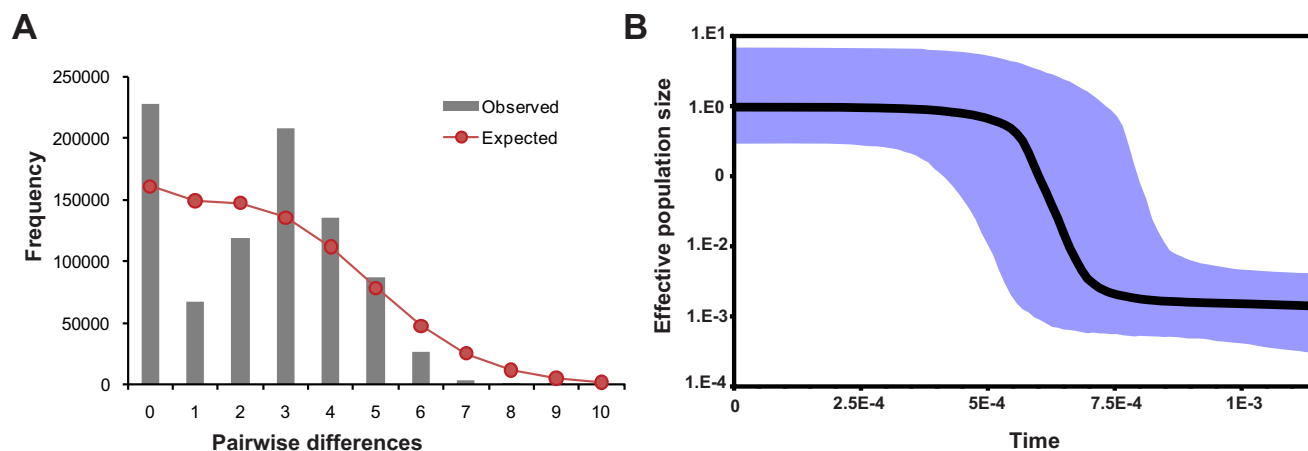 A
250000
200000
150000
100000
50000
0
Frequency
Observed
Expected
0 1 2 3 4 5 6 7 8 9 10
Pairwise differences
B
1.E1
1.E0
0
1.E-2
1.E-3
1.E-4
Effective population size
0 2.5E-4 5E-4 7.5E-4 1E-3
Time